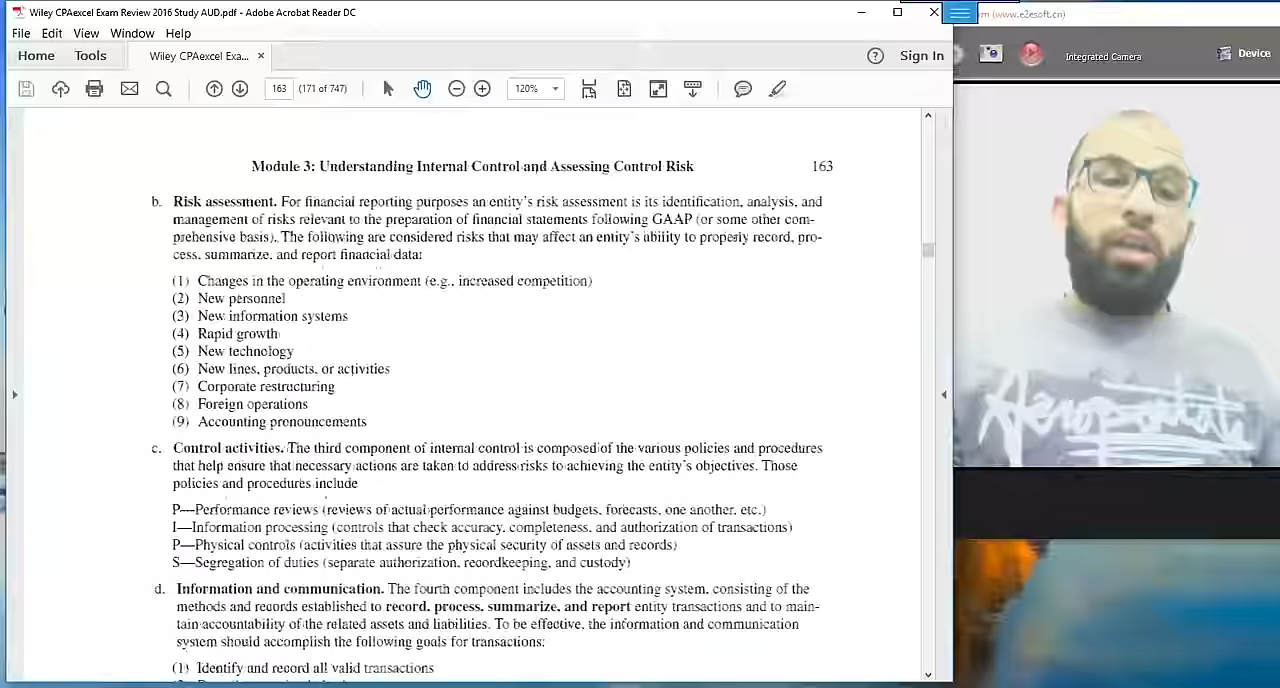 Wiley CPAexcel Exam Review 2016 Study AUD.pdf - Adobe Acrobat Reader DC
m (www.e2esoft.cn)
File Edit View Window Help
Home Tools Wiley CPAexcel Exa... × Sign In
Integrated Camera Device
163 (171 of 747) 120%
Module 3: Understanding Internal Control and Assessing Control Risk 163
b. Risk assessment. For financial reporting purposes an entity's risk assessment is its identification, analysis, and
management of risks relevant to the preparation of financial statements following GAAP (or some other com-
prehensive basis). The following are considered risks that may affect an entity's ability to properly record, pro-
cess, summarize, and report financial data:
(1) Changes in the operating environment (e.g., increased competition)
(2) New personnel
(3) New information systems
(4) Rapid growth
(5) New technology
(6) New lines, products, or activities
(7) Corporate restructuring
(8) Foreign operations
(9) Accounting pronouncements
c. Control activities. The third component of internal control is composed of the various policies and procedures
that help ensure that necessary actions are taken to address risks to achieving the entity's objectives. Those
policies and procedures include
P—Performance reviews (reviews of actual performance against budgets, forecasts, one another, etc.)
I—Information processing (controls that check accuracy, completeness, and authorization of transactions)
P—Physical controls (activities that assure the physical security of assets and records)
S—Segregation of duties (separate authorization, recordkeeping, and custody)
d. Information and communication. The fourth component includes the accounting system, consisting of the
methods and records established to record, process, summarize, and report entity transactions and to main-
tain accountability of the related assets and liabilities. To be effective, the information and communication
system should accomplish the following goals for transactions:
(1) Identify and record all valid transactions
Aéropostale